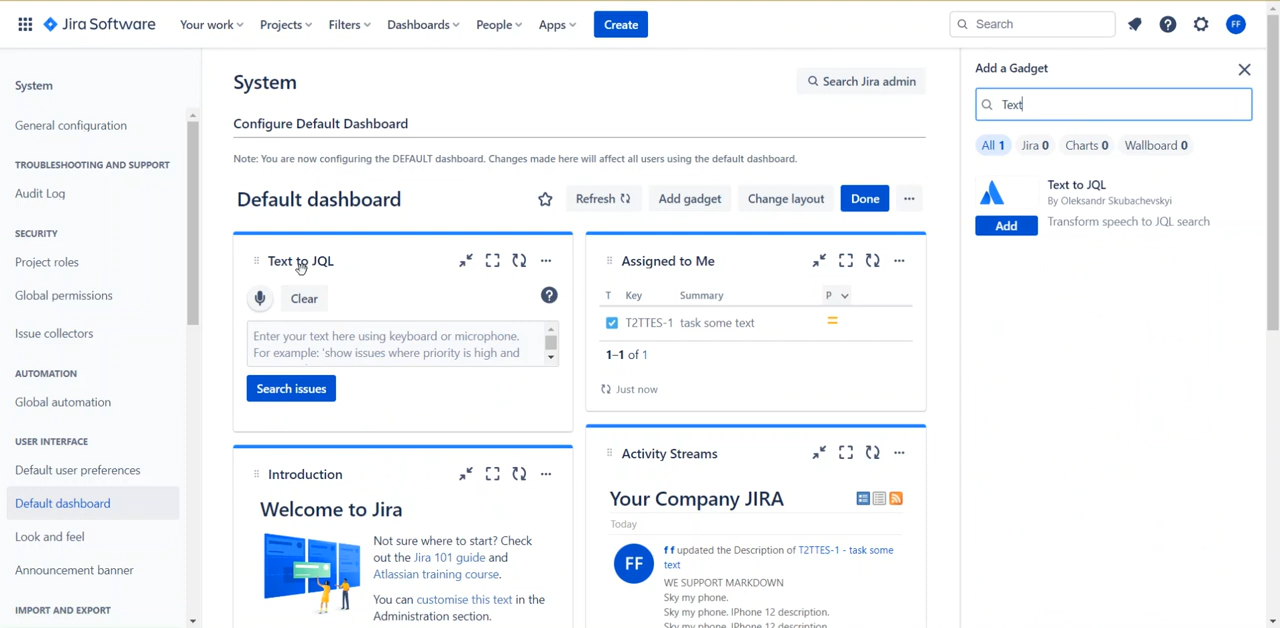 Jira Software
Your work
Projects
Filters
Dashboards
People
Apps
Create
Search
FF
System
General configuration
TROUBLESHOOTING AND SUPPORT
Audit Log
SECURITY
Project roles
Global permissions
Issue collectors
AUTOMATION
Global automation
USER INTERFACE
Default user preferences
Default dashboard
Look and feel
Announcement banner
IMPORT AND EXPORT
System
Search Jira admin
Configure Default Dashboard
Note: You are now configuring the DEFAULT dashboard. Changes made here will affect all users using the default dashboard.
Default dashboard
Refresh
Add gadget
Change layout
Done
Text to JQL
Clear
Enter your text here using keyboard or microphone.
For example: 'show issues where priority is high and
Search issues
Introduction
Welcome to Jira
Not sure where to start? Check
out the Jira 101 guide and
Atlassian training course.
You can customise this text in the
Administration section.
Assigned to Me
T Key Summary P
T2TTES-1 task some text
1–1 of 1
Just now
Activity Streams
Your Company JIRA
Today
FF
f f updated the Description of T2TTES-1 - task some
text
WE SUPPORT MARKDOWN
Sky my phone.
Sky my phone. IPhone 12 description.
Sky my phone. IPhone 12 description.
Add a Gadget
Text
All 1
Jira 0
Charts 0
Wallboard 0
Text to JQL
By Oleksandr Skubachevskyi
Add
Transform speech to JQL search